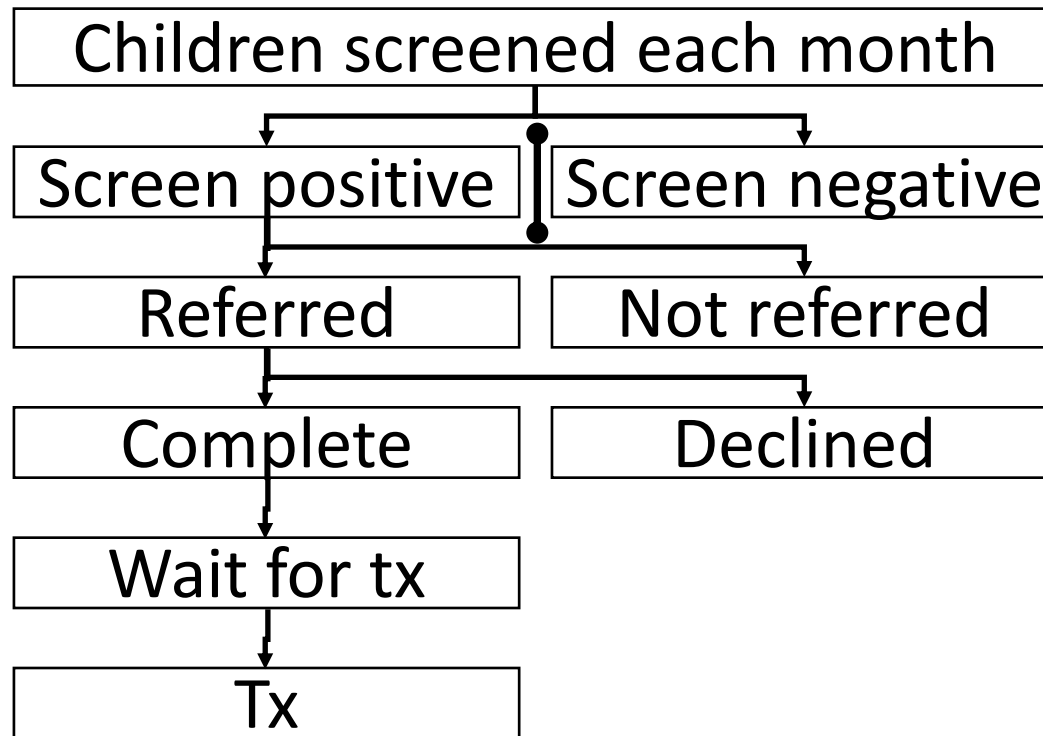 Children screened each month
Screen positive
Screen negative
Referred
Not referred
Complete
Declined
Wait for tx
Tx